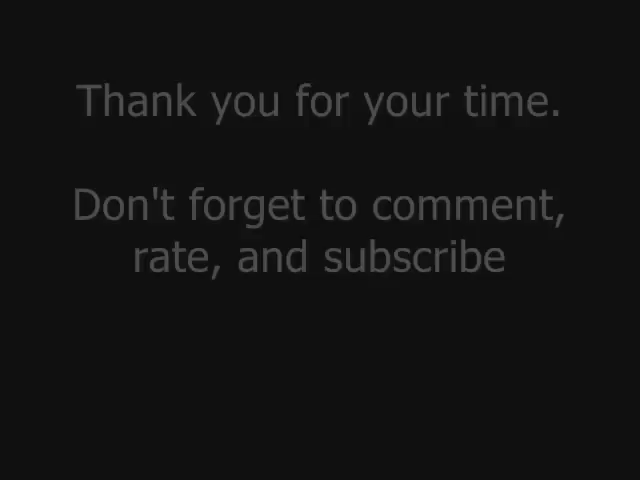 Thank you for your time.
Don't forget to comment,
rate, and subscribe